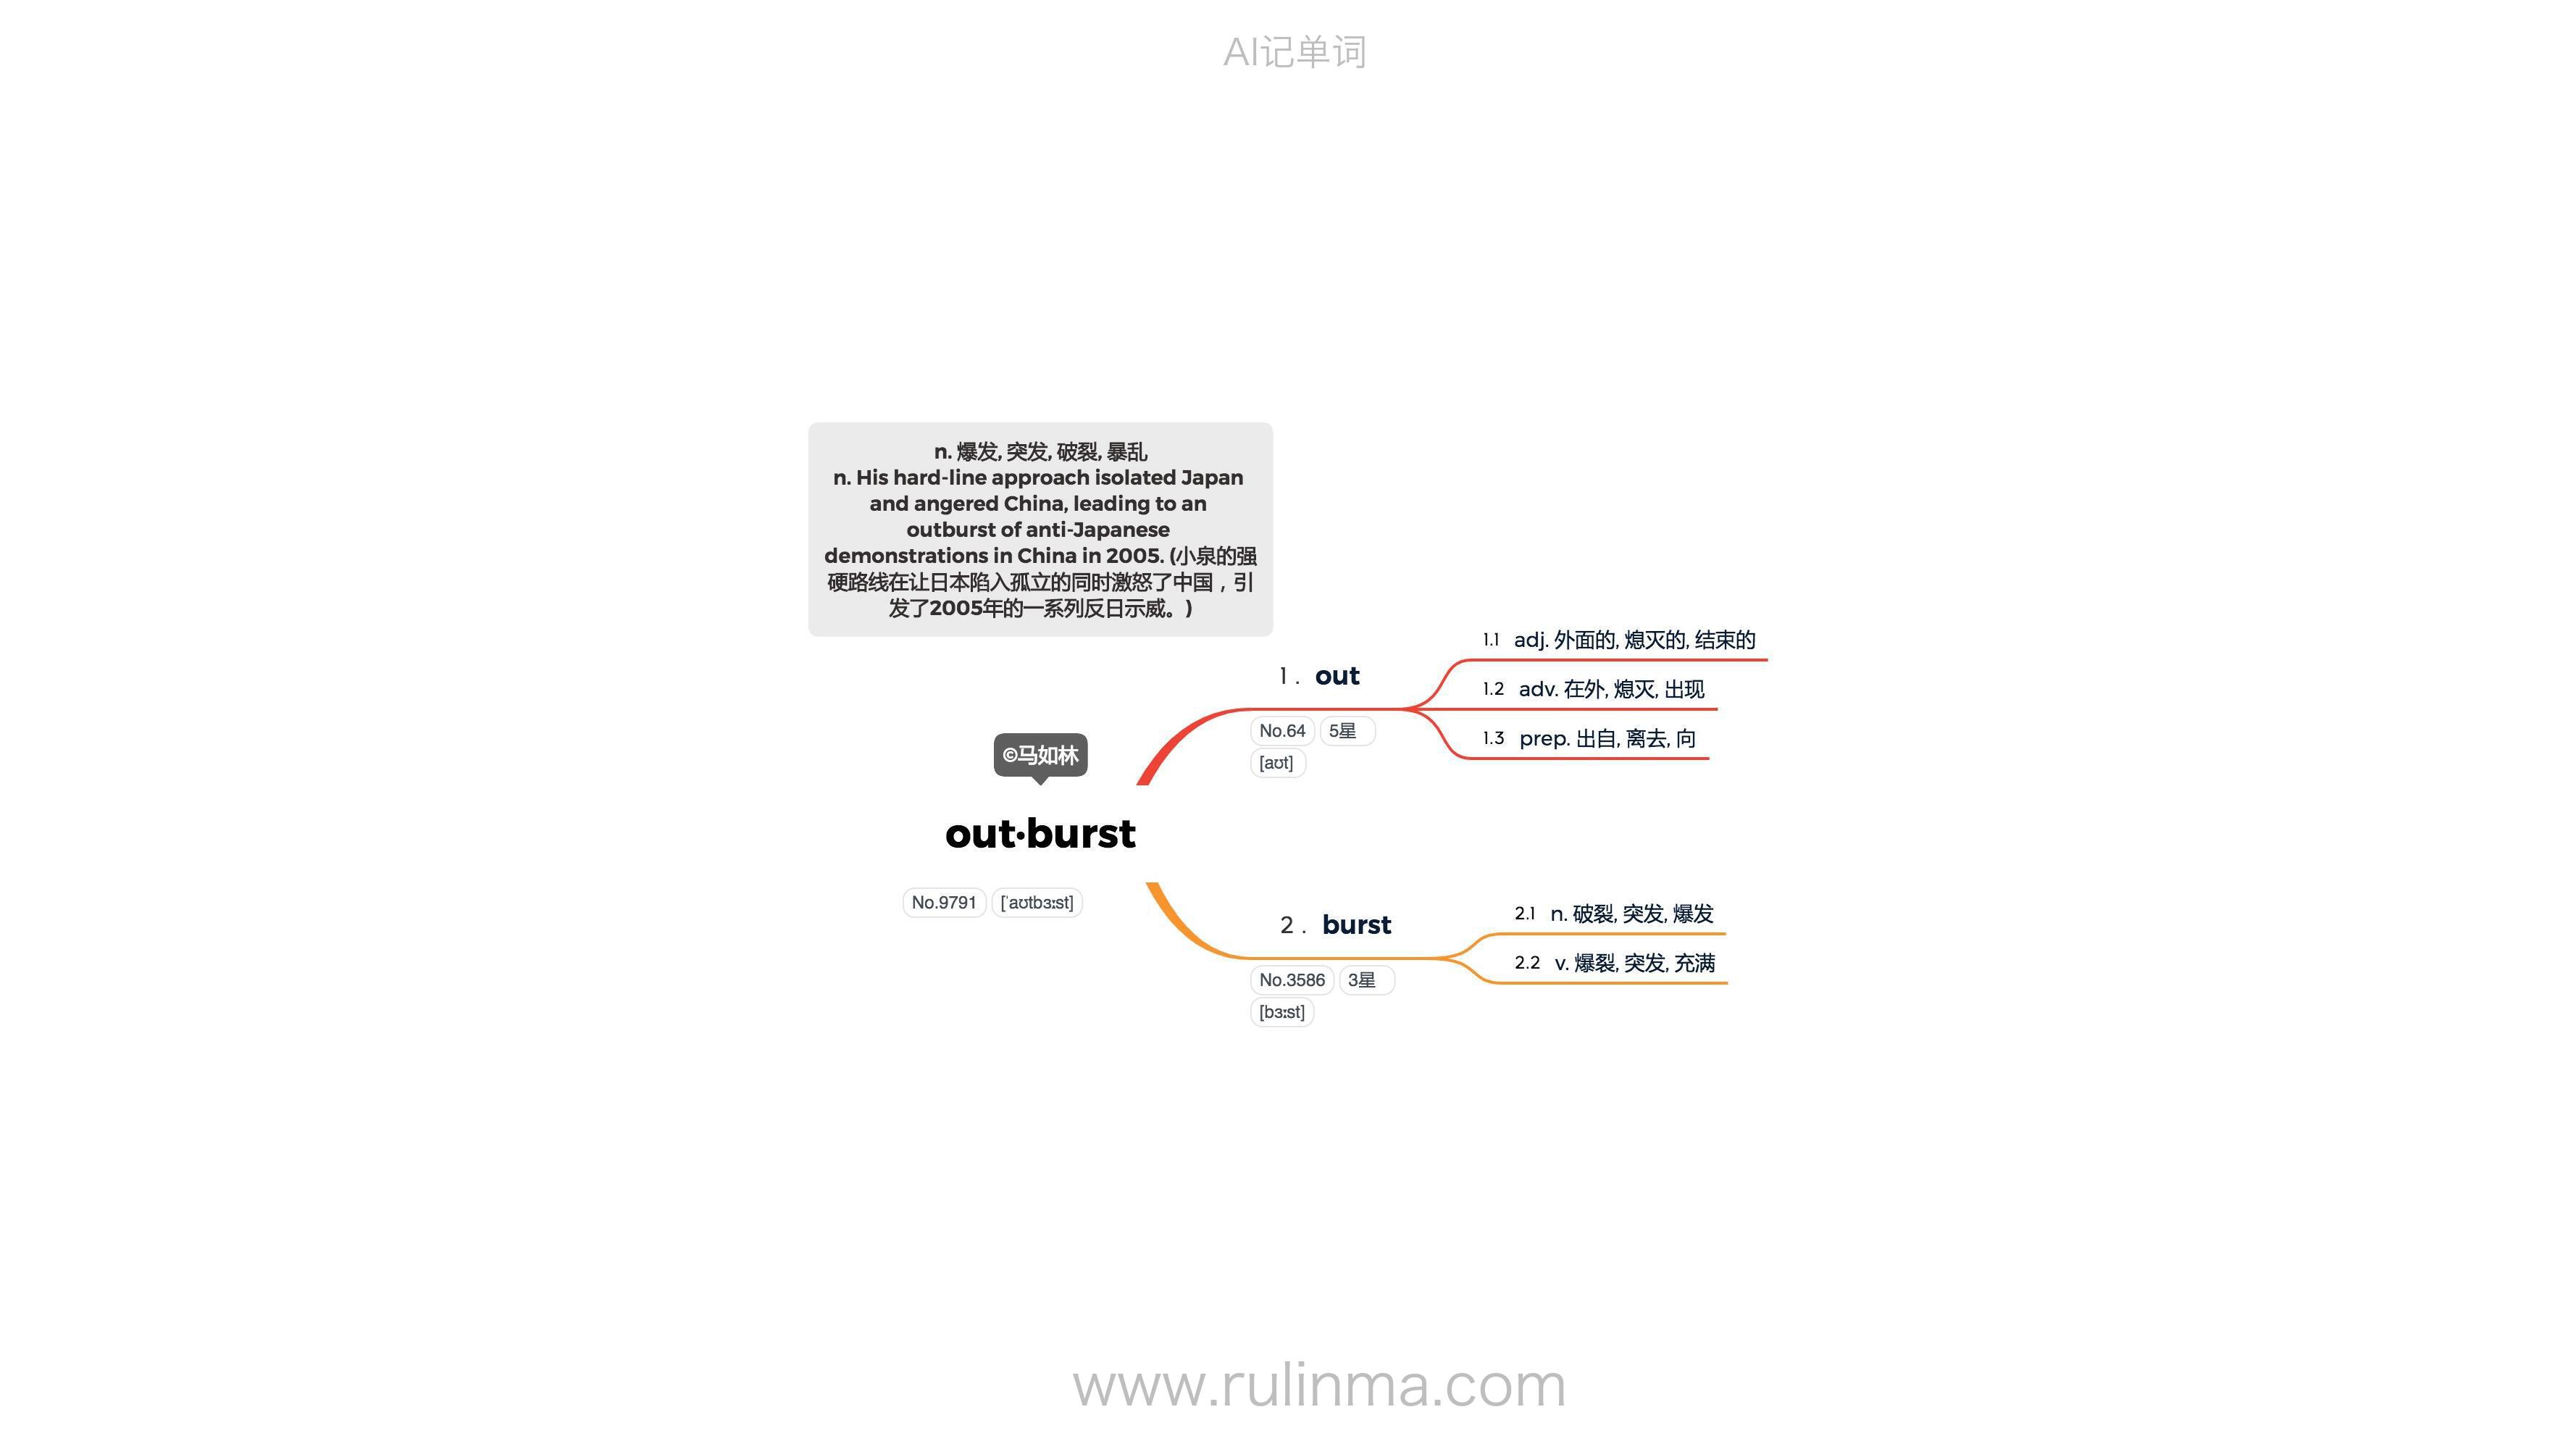 AI记单词
n. 爆发, 突发, 破裂, 暴乱
n. His hard-line approach isolated Japan
and angered China, leading to an
outburst of anti-Japanese
demonstrations in China in 2005. (小泉的强
硬路线在让日本陷入孤立的同时激怒了中国，引
发了2005年的一系列反日示威。)
©马如林
out·burst
No.9791 [ˈaʊtbɜːst]
1 . out
No.64 5星
[aʊt]
1.1 adj. 外面的, 熄灭的, 结束的
1.2 adv. 在外, 熄灭, 出现
1.3 prep. 出自, 离去, 向
2 . burst
No.3586 3星
[bɜːst]
2.1 n. 破裂, 突发, 爆发
2.2 v. 爆裂, 突发, 充满
www.rulinma.com